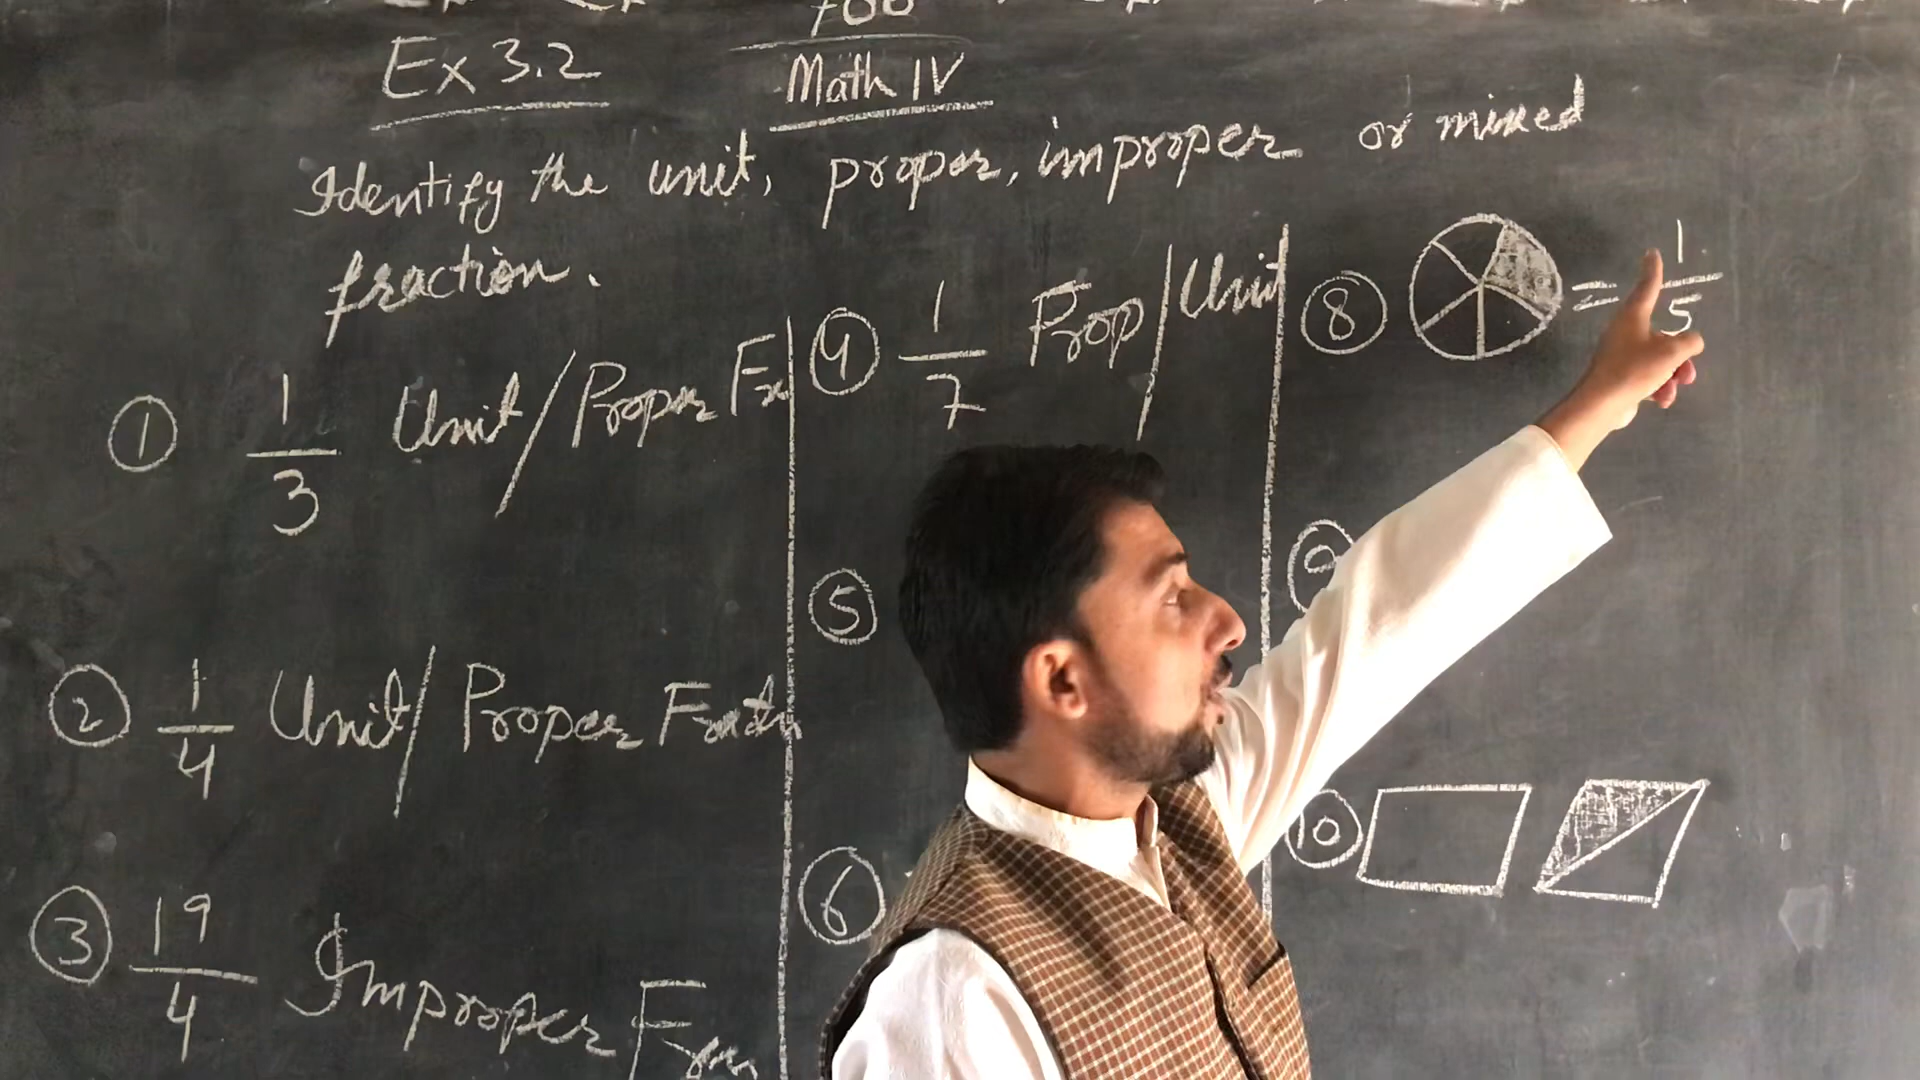 Ex 3.2
Math IV
Identify the unit, proper, improper or mixed
fraction.
① 1/3 Unit / Proper
② 1/4 Unit / Proper
③ 19/4 Improper
④ 1/7 Prop / Unit
⑤
⑥
⑧ = 1/5
⑨
⑩